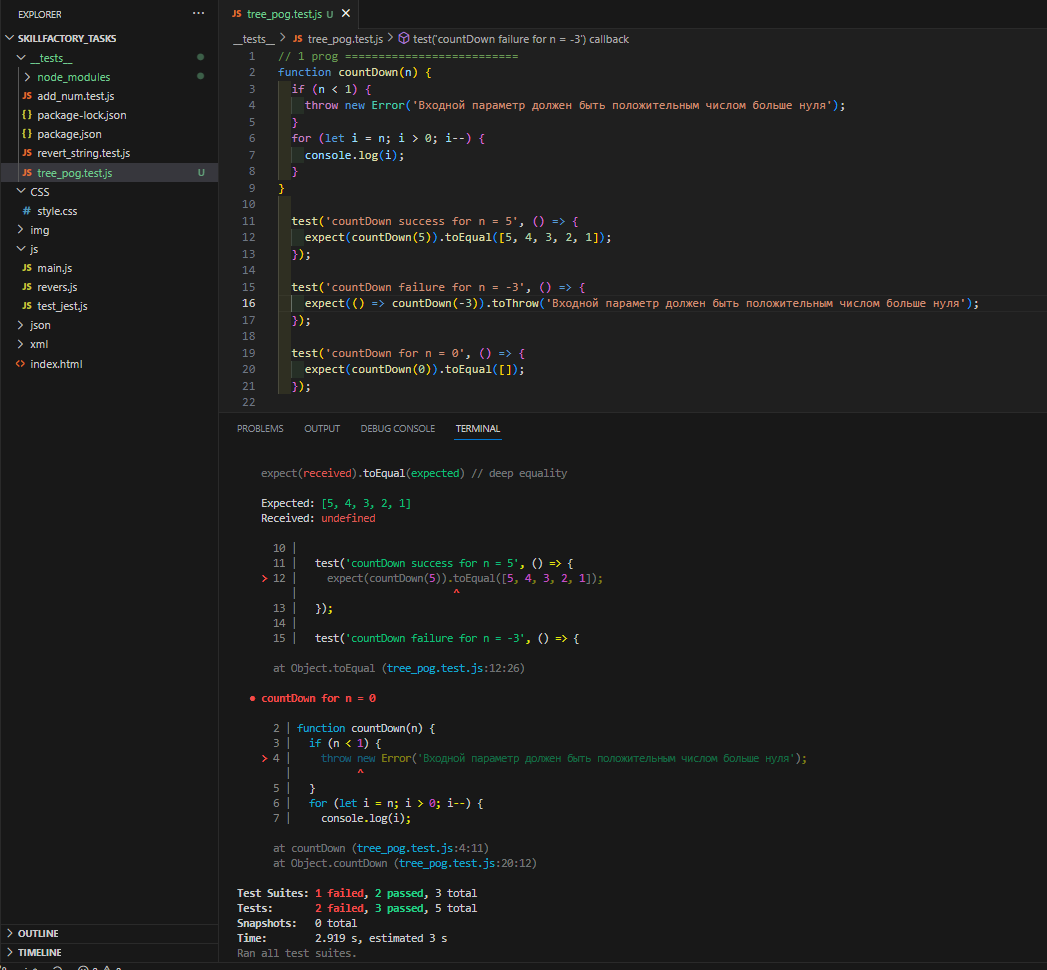 EXPLORER
···
SKILLFACTORY_TASKS
__tests__
node_modules
JS add_num.test.js
{} package-lock.json
{} package.json
JS revert_string.test.js
JS tree_pog.test.js U
CSS
# style.css
img
js
JS main.js
JS revers.js
JS test_jest.js
json
xml
<> index.html
OUTLINE
TIMELINE
JS tree_pog.test.js U ×
__tests__ > JS tree_pog.test.js > test('countDown failure for n = -3') callback
1 // 1 prog ==========================
2 function countDown(n) {
3 if (n < 1) {
4 throw new Error('Входной параметр должен быть положительным числом больше нуля');
5 }
6 for (let i = n; i > 0; i--) {
7 console.log(i);
8 }
9 }
10
11 test('countDown success for n = 5', () => {
12 expect(countDown(5)).toEqual([5, 4, 3, 2, 1]);
13 });
14
15 test('countDown failure for n = -3', () => {
16 expect(() => countDown(-3)).toThrow('Входной параметр должен быть положительным числом больше нуля');
17 });
18
19 test('countDown for n = 0', () => {
20 expect(countDown(0)).toEqual([]);
21 });
22
PROBLEMS OUTPUT DEBUG CONSOLE TERMINAL
expect(received).toEqual(expected) // deep equality
Expected: [5, 4, 3, 2, 1]
Received: undefined
10 |
11 | test('countDown success for n = 5', () => {
> 12 | expect(countDown(5)).toEqual([5, 4, 3, 2, 1]);
| ^
13 | });
14 |
15 | test('countDown failure for n = -3', () => {
at Object.toEqual (tree_pog.test.js:12:26)
● countDown for n = 0
2 | function countDown(n) {
3 | if (n < 1) {
> 4 | throw new Error('Входной параметр должен быть положительным числом больше нуля');
| ^
5 | }
6 | for (let i = n; i > 0; i--) {
7 | console.log(i);
at countDown (tree_pog.test.js:4:11)
at Object.countDown (tree_pog.test.js:20:12)
Test Suites: 1 failed, 2 passed, 3 total
Tests: 2 failed, 3 passed, 5 total
Snapshots: 0 total
Time: 2.919 s, estimated 3 s
Ran all test suites.